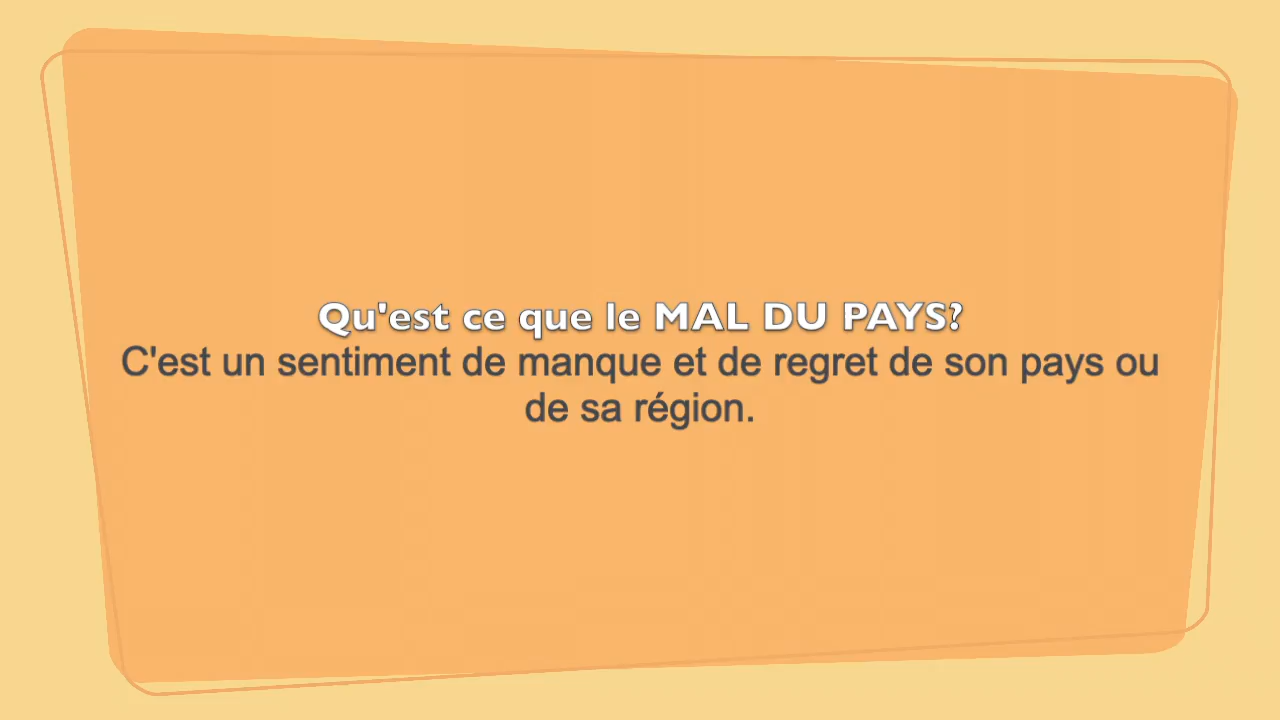 Qu'est ce que le MAL DU PAYS?
C'est un sentiment de manque et de regret de son pays ou
de sa région.